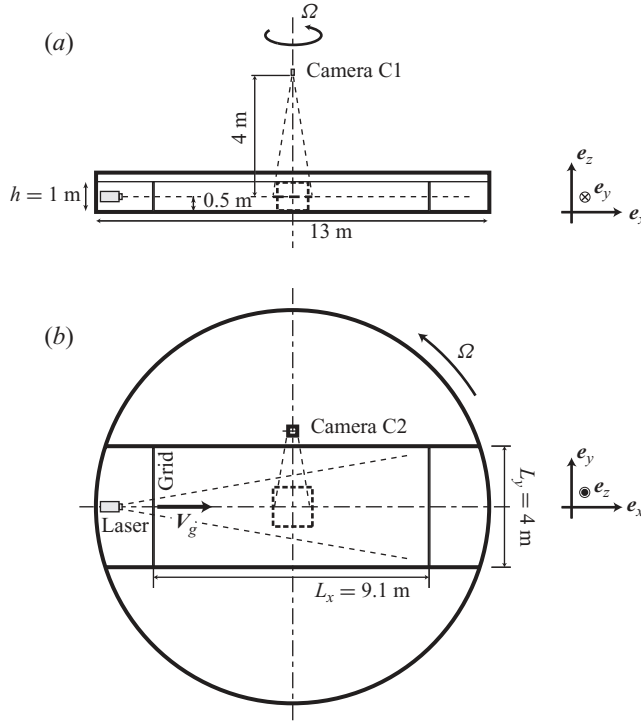 (a)
Ω
Camera C1
4 m
h = 1 m
0.5 m
13 m
e_z
e_y
e_x
(b)
Ω
Camera C2
Grid
Laser
V_g
L_x = 9.1 m
L_y = 4 m
e_y
e_z
e_x